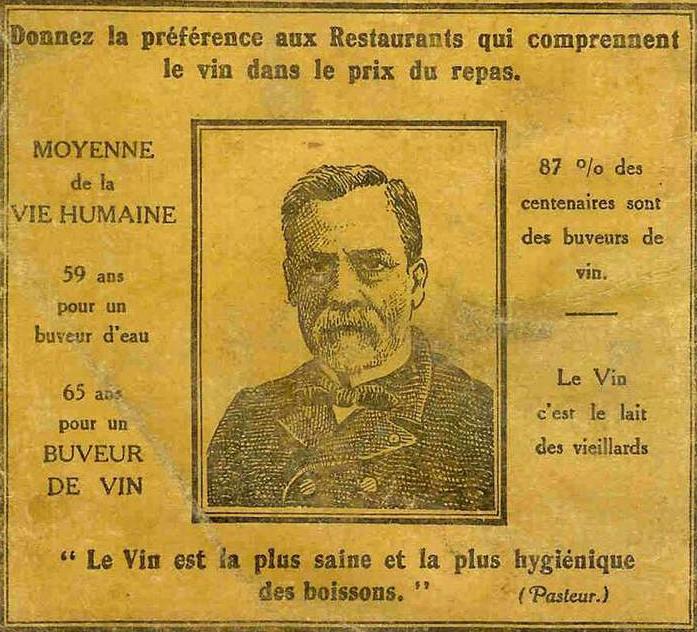 Donnez la préférence aux Restaurants qui comprennent
le vin dans le prix du repas.
MOYENNE
de la
VIE HUMAINE
59 ans
pour un
buveur d'eau
65 ans
pour un
BUVEUR
DE VIN
87 % des
centenaires sont
des buveurs de
vin.
Le Vin
c'est le lait
des vieillards
“ Le Vin est la plus saine et la plus hygiénique
des boissons. ” (Pasteur.)